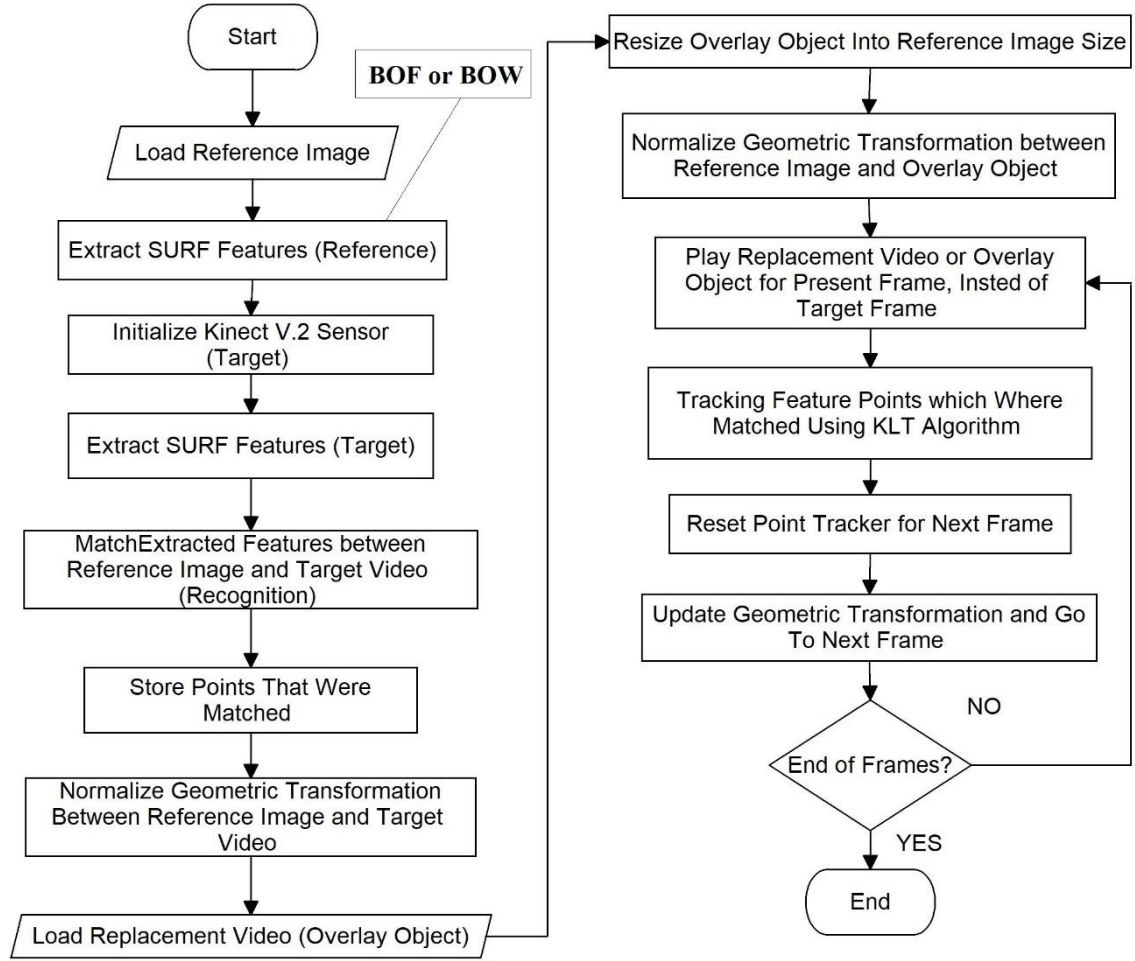 Start
BOF or BOW
Load Reference Image
Extract SURF Features (Reference)
Initialize Kinect V.2 Sensor
(Target)
Extract SURF Features (Target)
MatchExtracted Features between
Reference Image and Target Video
(Recognition)
Store Points That Were
Matched
Normalize Geometric Transformation
Between Reference Image and Target
Video
Load Replacement Video (Overlay Object)
Resize Overlay Object Into Reference Image Size
Normalize Geometric Transformation between
Reference Image and Overlay Object
Play Replacement Video or Overlay
Object for Present Frame, Insted of
Target Frame
Tracking Feature Points which Where
Matched Using KLT Algorithm
Reset Point Tracker for Next Frame
Update Geometric Transformation and Go
To Next Frame
NO
End of Frames?
YES
End